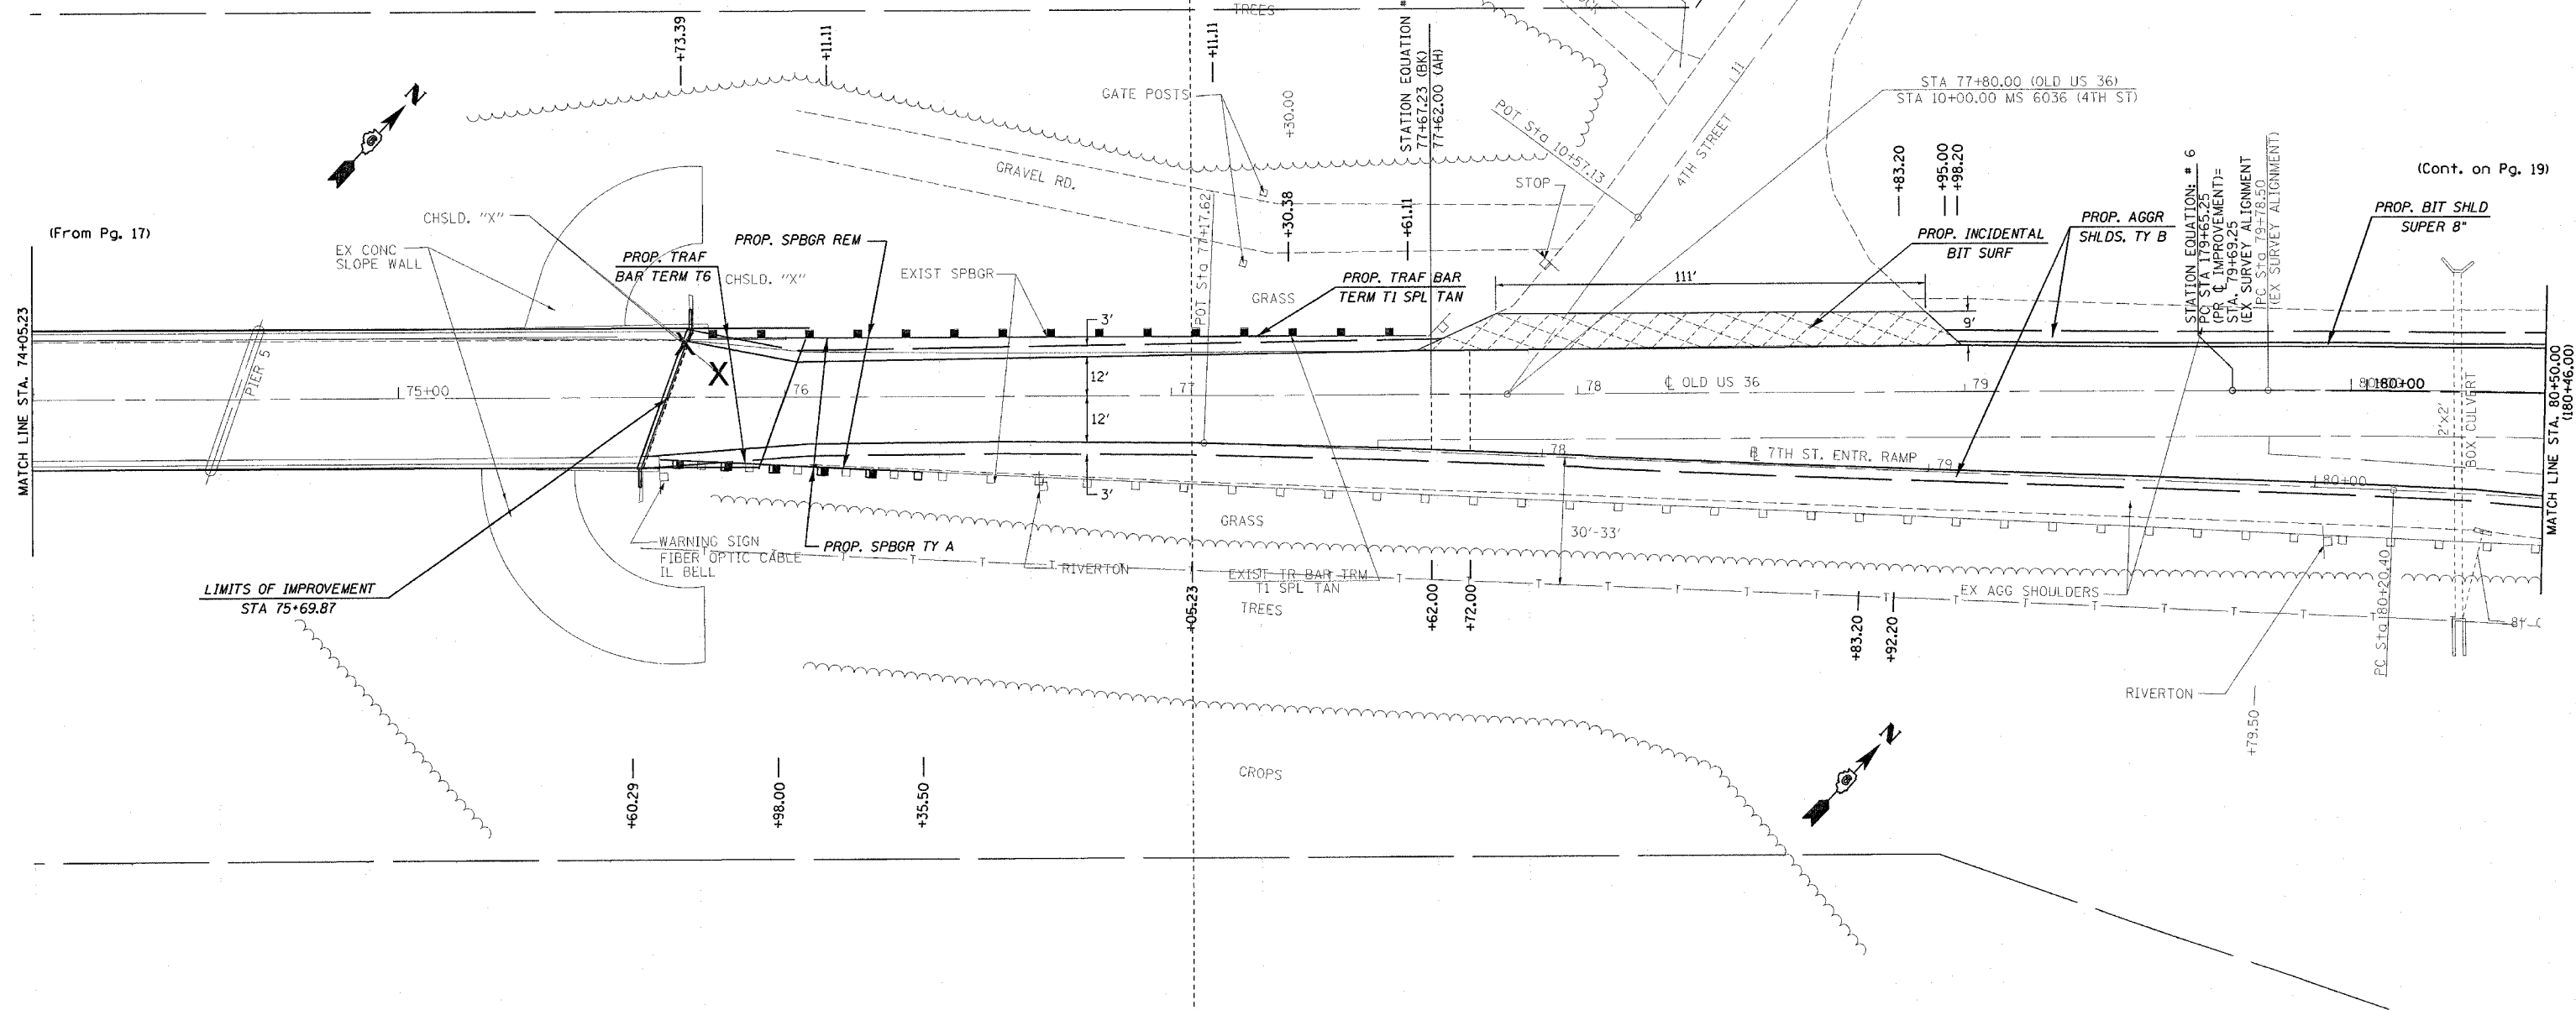 TREES
+73.39
+11.11
+11.11
GATE POSTS
+30.00
STATION EQUATION #
77+67.23 (BK)
77+62.00 (AH)
POT Sta 10+57.13
11
4TH STREET
STA 77+80.00 (OLD US 36)
STA 10+00.00 MS 6036 (4TH ST)
N
GRAVEL RD.
STOP
+83.20
+95.00
+98.20
STATION EQUATION: # 6
PC STA 179+65.25
(PR ℄ IMPROVEMENT)=
STA. 79+69.25
(EX SURVEY ALIGNMENT
PC Sta 79+78.50
(EX SURVEY ALIGNMENT)
(Cont. on Pg. 19)
(From Pg. 17)
CHSLD. "X"
EX CONC
SLOPE WALL
PROP. TRAF
BAR TERM T6
CHSLD. "X"
PROP. SPBGR REM
EXIST SPBGR
POT Sta 77+17.62
+30.38
+61.11
GRASS
PROP. TRAF BAR
TERM T1 SPL TAN
111'
PROP. INCIDENTAL
BIT SURF
PROP. AGGR
SHLDS. TY B
PROP. BIT SHLD
SUPER 8"
9'
MATCH LINE STA. 74+05.23
PIER 5
75+00
X
X
76
3'
12'
12'
3'
77
78
℄ OLD US 36
79
180+00
2'x2'
BOX CULVERT
MATCH LINE STA. 80+50.00
(180+46.00)
78
7TH ST. ENTR. RAMP
79
80+00
GRASS
30'-33'
WARNING SIGN
FIBER OPTIC CABLE
IL BELL
PROP. SPBGR TY A
RIVERTON
EXIST TR BAR TRM
T1 SPL TAN
TREES
+05.23
+62.00
+72.00
EX AGG SHOULDERS
PC Sta 80+20.40
LIMITS OF IMPROVEMENT
STA 75+69.87
+83.20
+92.20
RIVERTON
+79.50
N
+60.29
+98.00
+35.50
CROPS